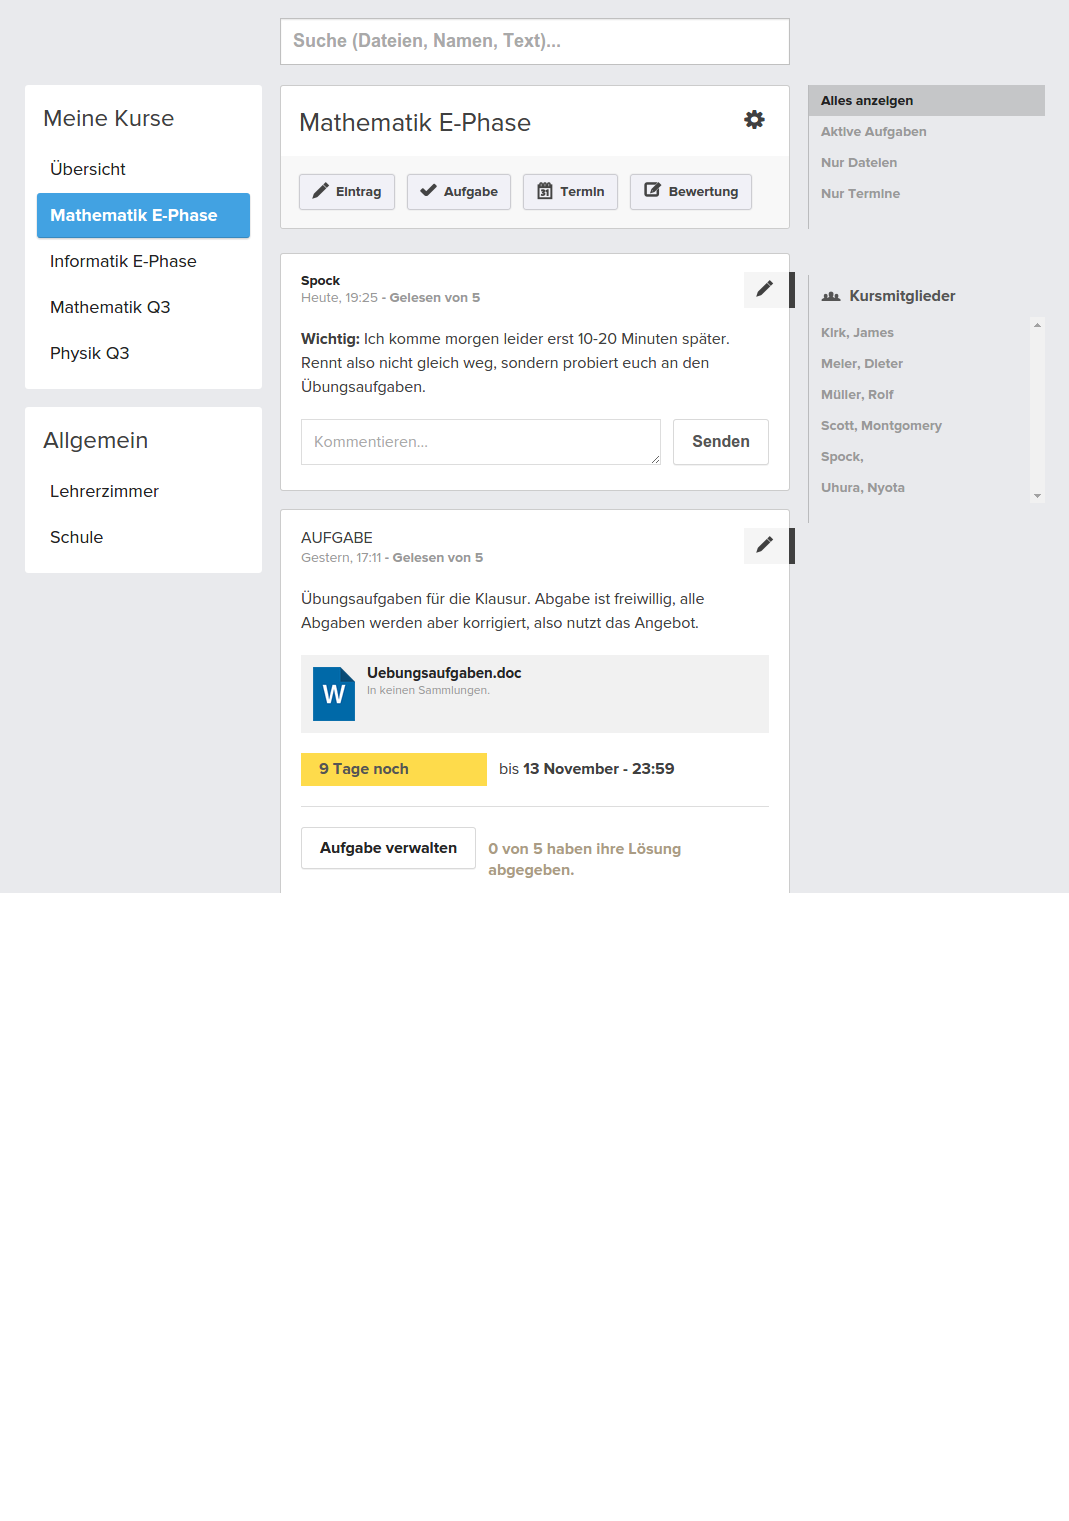 Suche (Dateien, Namen, Text)...
Meine Kurse
Übersicht
Mathematik E-Phase
Informatik E-Phase
Mathematik Q3
Physik Q3
Allgemein
Lehrerzimmer
Schule
Mathematik E-Phase
Eintrag
Aufgabe
31 Termin
Bewertung
Spock
Heute, 19:25 - Gelesen von 5
Wichtig: Ich komme morgen leider erst 10-20 Minuten später.
Rennt also nicht gleich weg, sondern probiert euch an den
Übungsaufgaben.
Kommentieren...
Senden
AUFGABE
Gestern, 17:11 - Gelesen von 5
Übungsaufgaben für die Klausur. Abgabe ist freiwillig, alle
Abgaben werden aber korrigiert, also nutzt das Angebot.
W
Uebungsaufgaben.doc
In keinen Sammlungen.
9 Tage noch
bis 13 November - 23:59
Aufgabe verwalten
0 von 5 haben ihre Lösung
abgegeben.
Alles anzeigen
Aktive Aufgaben
Nur Dateien
Nur Termine
Kursmitglieder
Kirk, James
Meier, Dieter
Müller, Rolf
Scott, Montgomery
Spock,
Uhura, Nyota